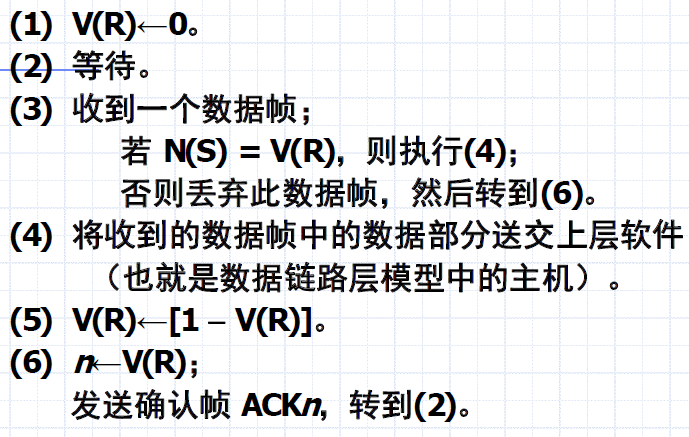 (1) V(R)←0。
(2) 等待。
(3) 收到一个数据帧；
若 N(S) = V(R)，则执行(4)；
否则丢弃此数据帧，然后转到(6)。
(4) 将收到的数据帧中的数据部分送交上层软件
（也就是数据链路层模型中的主机）。
(5) V(R)←[1 – V(R)]。
(6) n←V(R)；
发送确认帧 ACKn，转到(2)。